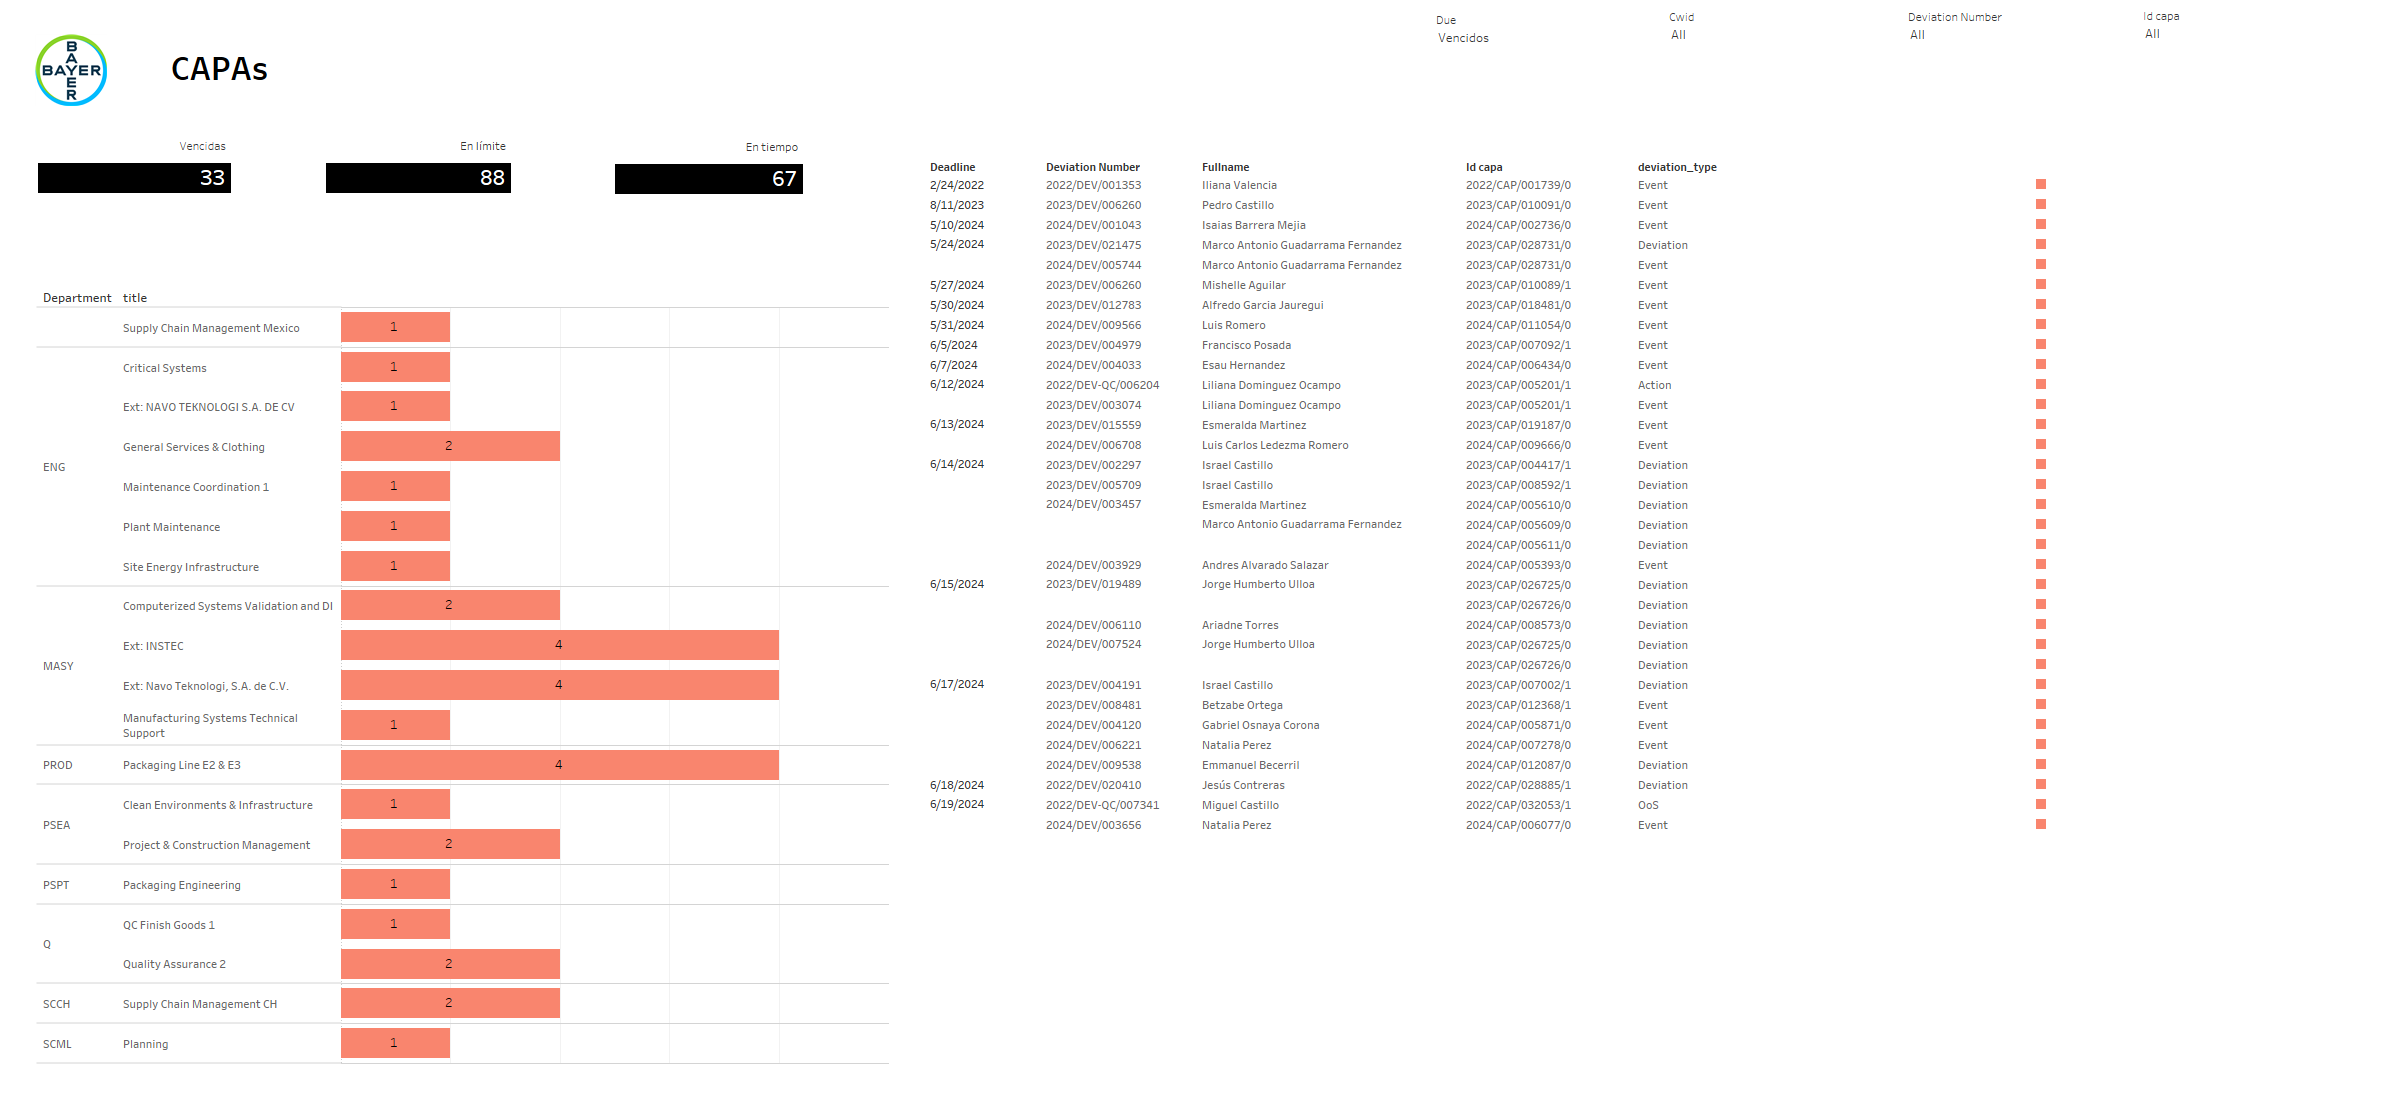 Due
Vencidos
Cwid
All
Deviation Number
All
Id capa
All
BAYER
BAYER
CAPAs
Vencidas
33
En límite
88
En tiempo
67
Department title
Supply Chain Management Mexico 1
ENG
Critical Systems 1
Ext: NAVO TEKNOLOGI S.A. DE CV 1
General Services & Clothing 2
Maintenance Coordination 1 1
Plant Maintenance 1
Site Energy Infrastructure 1
MASY
Computerized Systems Validation and DI 2
Ext: INSTEC 4
Ext: Navo Teknologi, S.A. de C.V. 4
Manufacturing Systems Technical
Support 1
PROD Packaging Line E2 & E3 4
PSEA
Clean Environments & Infrastructure 1
Project & Construction Management 2
PSPT Packaging Engineering 1
Q
QC Finish Goods 1 1
Quality Assurance 2 2
SCCH Supply Chain Management CH 2
SCML Planning 1
Deadline Deviation Number Fullname Id capa deviation_type
2/24/2022 2022/DEV/001353 Iliana Valencia 2022/CAP/001739/0 Event
8/11/2023 2023/DEV/006260 Pedro Castillo 2023/CAP/010091/0 Event
5/10/2024 2024/DEV/001043 Isaias Barrera Mejia 2024/CAP/002736/0 Event
5/24/2024 2023/DEV/021475 Marco Antonio Guadarrama Fernandez 2023/CAP/028731/0 Deviation
2024/DEV/005744 Marco Antonio Guadarrama Fernandez 2023/CAP/028731/0 Event
5/27/2024 2023/DEV/006260 Mishelle Aguilar 2023/CAP/010089/1 Event
5/30/2024 2023/DEV/012783 Alfredo Garcia Jauregui 2023/CAP/018481/0 Event
5/31/2024 2024/DEV/009566 Luis Romero 2024/CAP/011054/0 Event
6/5/2024 2023/DEV/004979 Francisco Posada 2023/CAP/007092/1 Event
6/7/2024 2024/DEV/004033 Esau Hernandez 2024/CAP/006434/0 Event
6/12/2024 2022/DEV-QC/006204 Liliana Dominguez Ocampo 2023/CAP/005201/1 Action
2023/DEV/003074 Liliana Dominguez Ocampo 2023/CAP/005201/1 Event
6/13/2024 2023/DEV/015559 Esmeralda Martinez 2023/CAP/019187/0 Event
2024/DEV/006708 Luis Carlos Ledezma Romero 2024/CAP/009666/0 Event
6/14/2024 2023/DEV/002297 Israel Castillo 2023/CAP/004417/1 Deviation
2023/DEV/005709 Israel Castillo 2023/CAP/008592/1 Deviation
2024/DEV/003457 Esmeralda Martinez 2024/CAP/005610/0 Deviation
Marco Antonio Guadarrama Fernandez 2024/CAP/005609/0 Deviation
2024/CAP/005611/0 Deviation
2024/DEV/003929 Andres Alvarado Salazar 2024/CAP/005393/0 Event
6/15/2024 2023/DEV/019489 Jorge Humberto Ulloa 2023/CAP/026725/0 Deviation
2023/CAP/026726/0 Deviation
2024/DEV/006110 Ariadne Torres 2024/CAP/008573/0 Deviation
2024/DEV/007524 Jorge Humberto Ulloa 2023/CAP/026725/0 Deviation
2023/CAP/026726/0 Deviation
6/17/2024 2023/DEV/004191 Israel Castillo 2023/CAP/007002/1 Deviation
2023/DEV/008481 Betzabe Ortega 2023/CAP/012368/1 Event
2024/DEV/004120 Gabriel Osnaya Corona 2024/CAP/005871/0 Event
2024/DEV/006221 Natalia Perez 2024/CAP/007278/0 Event
2024/DEV/009538 Emmanuel Becerril 2024/CAP/012087/0 Deviation
6/18/2024 2022/DEV/020410 Jesús Contreras 2022/CAP/028885/1 Deviation
6/19/2024 2022/DEV-QC/007341 Miguel Castillo 2022/CAP/032053/1 OoS
2024/DEV/003656 Natalia Perez 2024/CAP/006077/0 Event